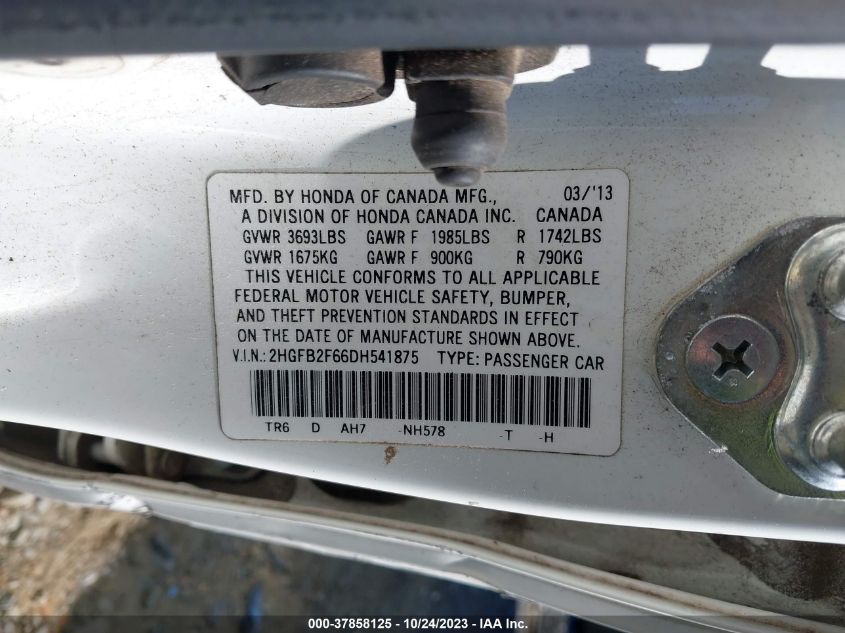 MFD. BY HONDA OF CANADA MFG., 03/'13
A DIVISION OF HONDA CANADA INC. CANADA
GVWR 3693LBS GAWR F 1985LBS R 1742LBS
GVWR 1675KG GAWR F 900KG R 790KG
THIS VEHICLE CONFORMS TO ALL APPLICABLE
FEDERAL MOTOR VEHICLE SAFETY, BUMPER,
AND THEFT PREVENTION STANDARDS IN EFFECT
ON THE DATE OF MANUFACTURE SHOWN ABOVE.
V.I.N.: 2HGFB2F66DH541875 TYPE: PASSENGER CAR
TR6 D AH7 -NH578 -T -H
000-37858125 - 10/24/2023 - IAAI.com